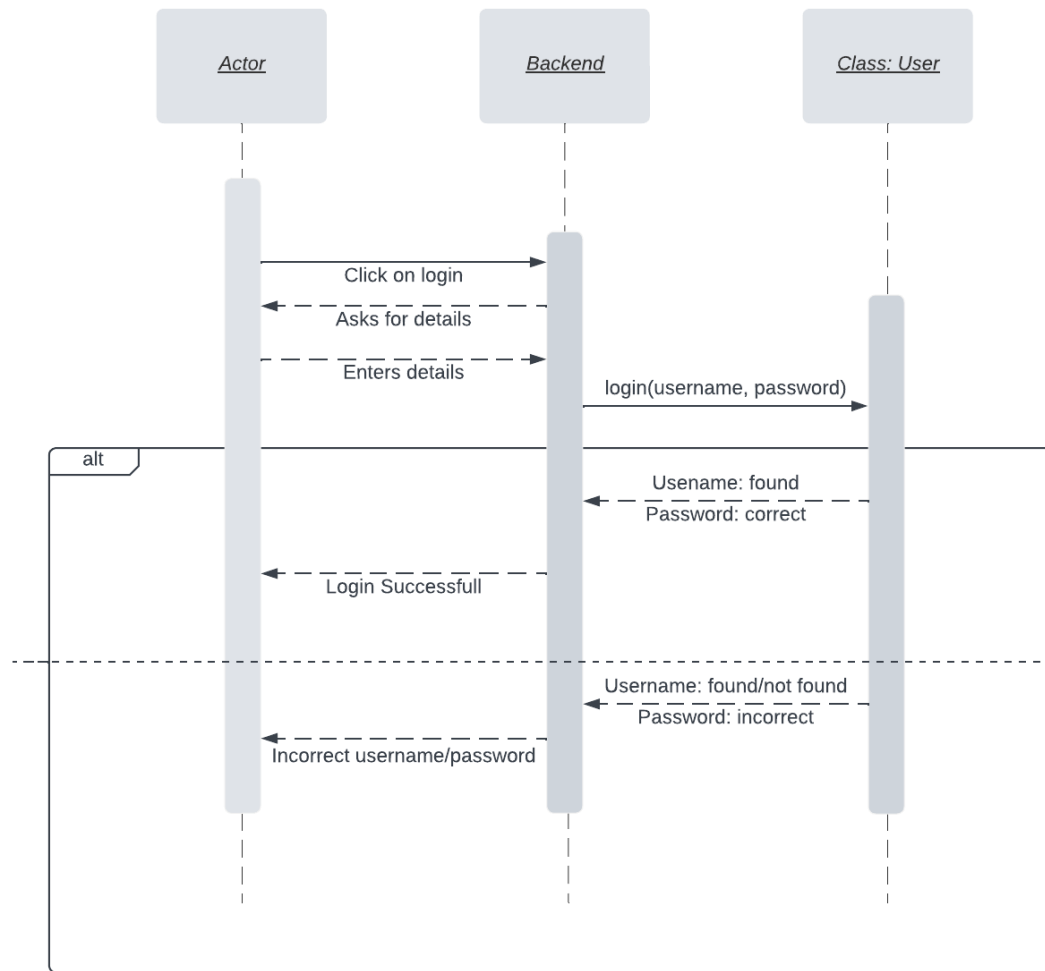 Actor
Backend
Class: User
Click on login
Asks for details
Enters details
login(username, password)
alt
Usename: found
Password: correct
Login Successfull
Username: found/not found
Password: incorrect
Incorrect username/password